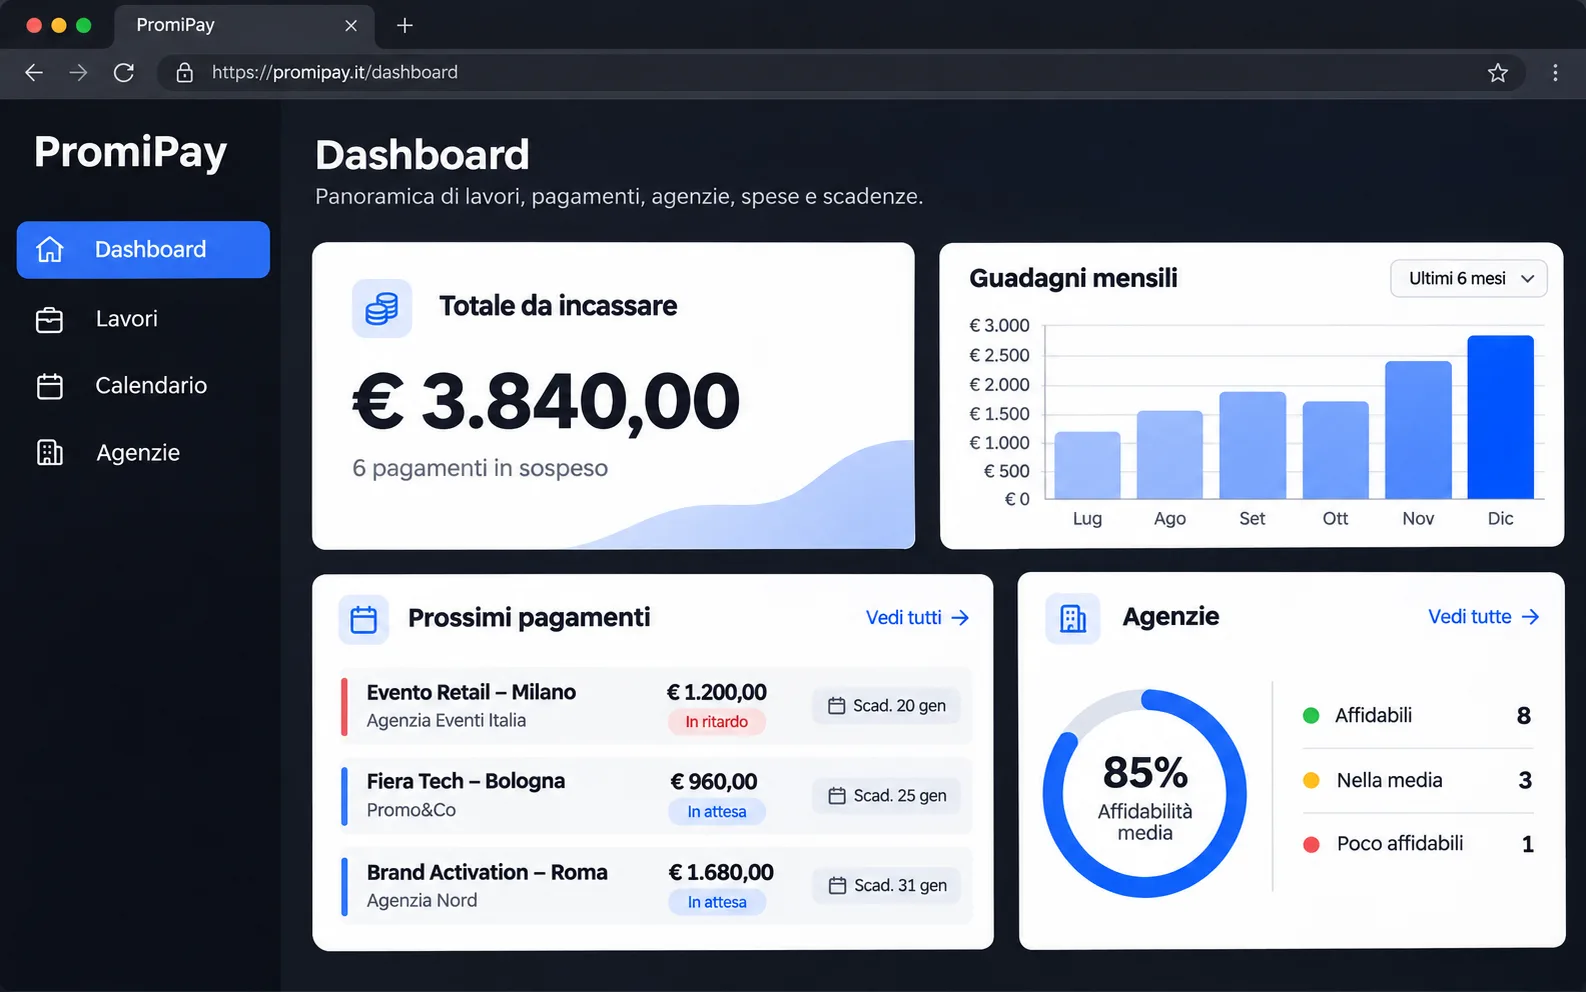 PromiPay
https://promipay.it/dashboard
PromiPay
Dashboard
Lavori
Calendario
Agenzie
Dashboard
Panoramica di lavori, pagamenti, agenzie, spese e scadenze.
Totale da incassare
€ 3.840,00
6 pagamenti in sospeso
Guadagni mensili
Ultimi 6 mesi
€ 3.000
€ 2.500
€ 2.000
€ 1.500
€ 1.000
€ 500
€ 0
Lug Ago Set Ott Nov Dic
Prossimi pagamenti
Vedi tutti
Evento Retail – Milano
Agenzia Eventi Italia
€ 1.200,00
In ritardo
Scad. 20 gen
Fiera Tech – Bologna
Promo&Co
€ 960,00
In attesa
Scad. 25 gen
Brand Activation – Roma
Agenzia Nord
€ 1.680,00
In attesa
Scad. 31 gen
Agenzie
Vedi tutte
85%
Affidabilità
media
Affidabili 8
Nella media 3
Poco affidabili 1